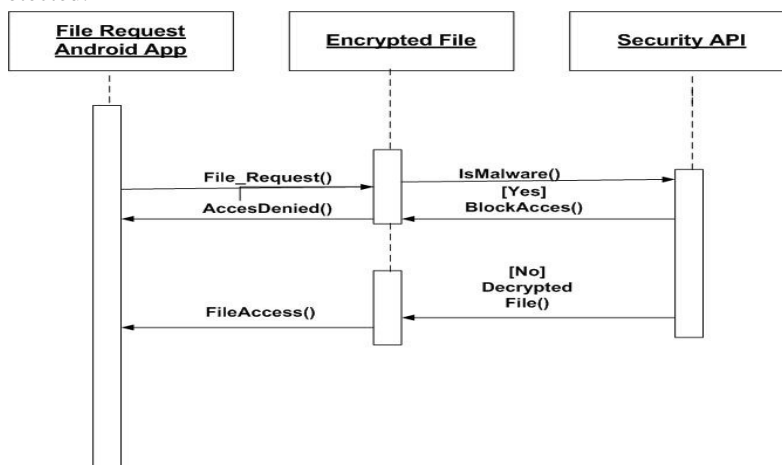 File Request
Android App
Encrypted File
Security API
File_Request()
IsMalware()
[Yes]
AccesDenied()
BlockAcces()
[No]
Decrypted
File()
FileAccess()